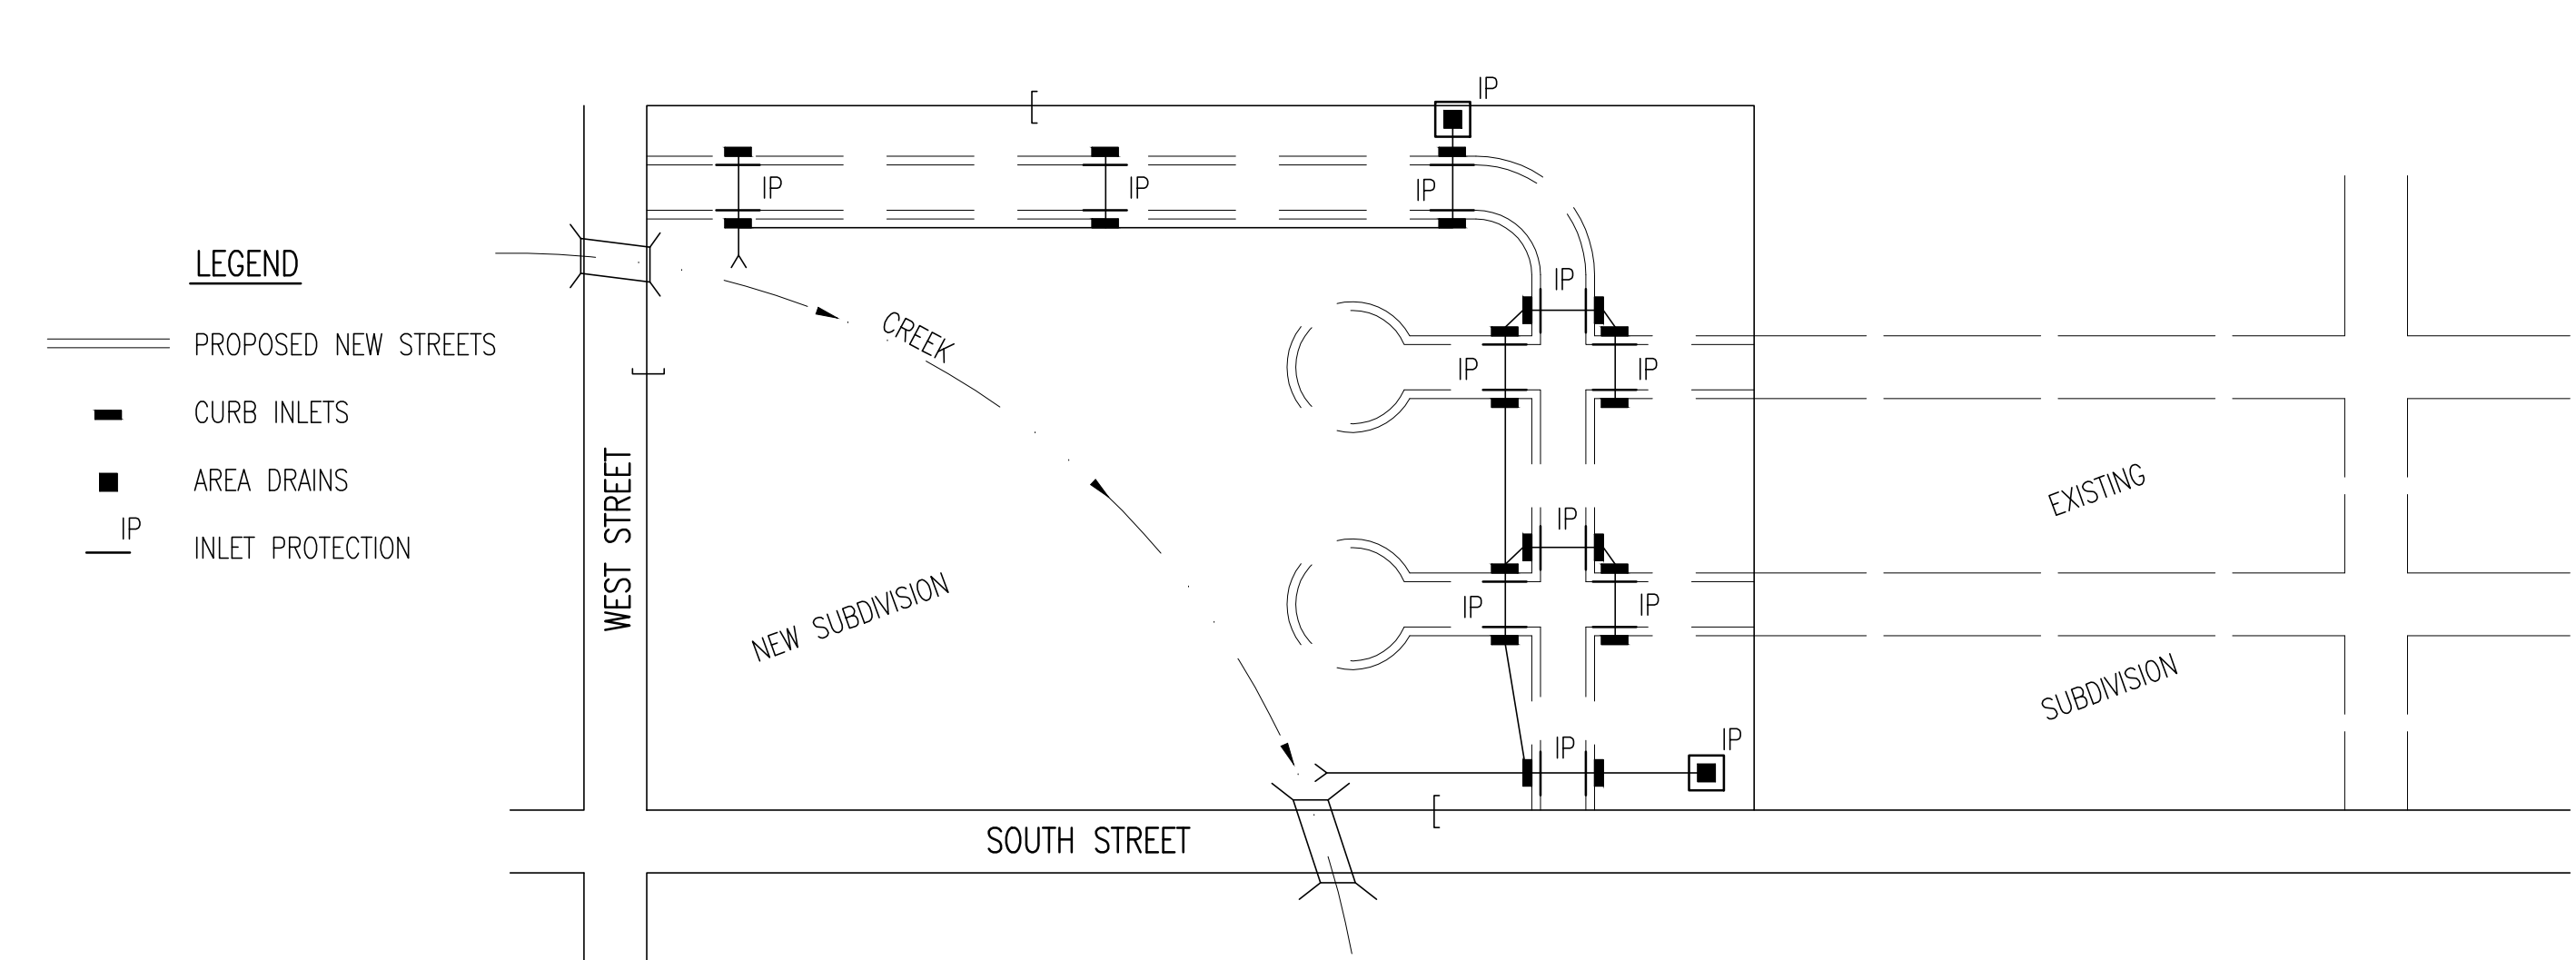 IP
IP
IP
IP
LEGEND
IP
PROPOSED NEW STREETS
CREEK
IP
IP
CURB INLETS
AREA DRAINS
IP
INLET PROTECTION
WEST STREET
EXISTING
IP
NEW SUBDIVISION
IP
IP
SUBDIVISION
IP
IP
SOUTH STREET